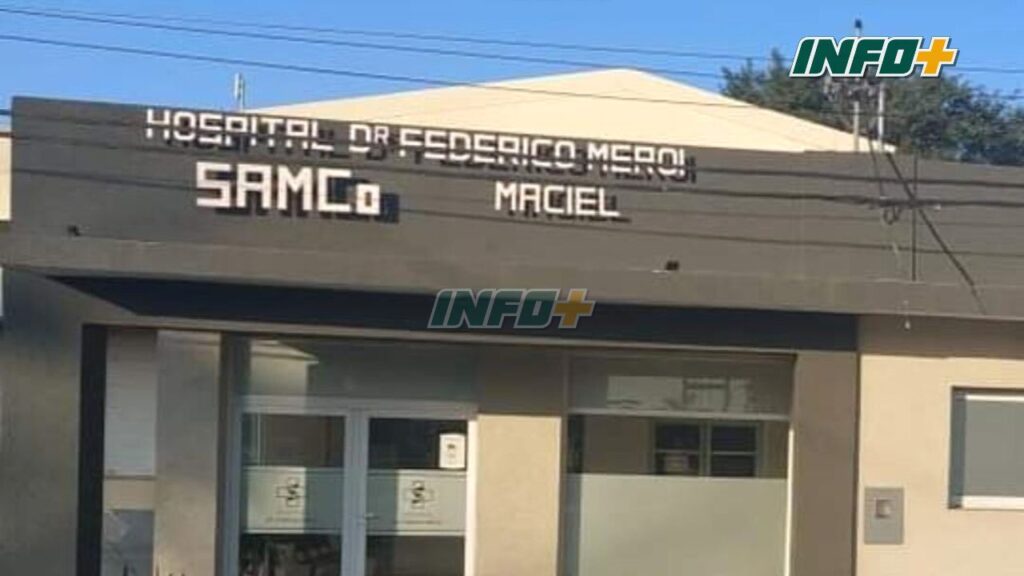 INFO+
HOSPITAL DR FEDERICO MEROI
SAMCo MACIEL
INFO+